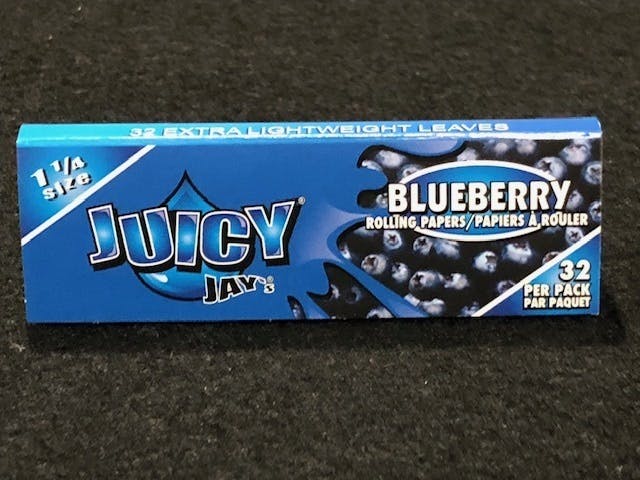 32 EXTRA LIGHTWEIGHT LEAVES
1 1/4
SIZE
JUICY®
JAY'S
BLUEBERRY
ROLLING PAPERS/PAPIERS À ROULER
32
PER PACK
PAR PAQUET